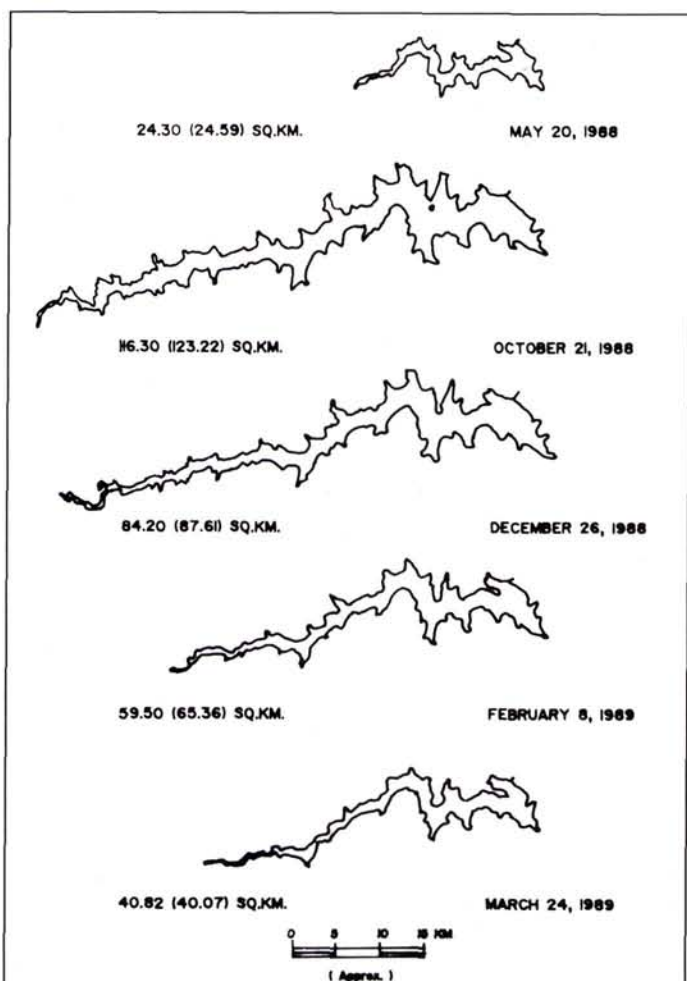 24.30 (24.59) SQ.KM. MAY 20, 1988
116.30 (123.22) SQ.KM. OCTOBER 21, 1988
84.20 (87.61) SQ.KM. DECEMBER 26, 1988
59.50 (65.36) SQ.KM. FEBRUARY 8, 1989
40.82 (40.07) SQ.KM. MARCH 24, 1989
0 5 10 15 KM
( Approx. )